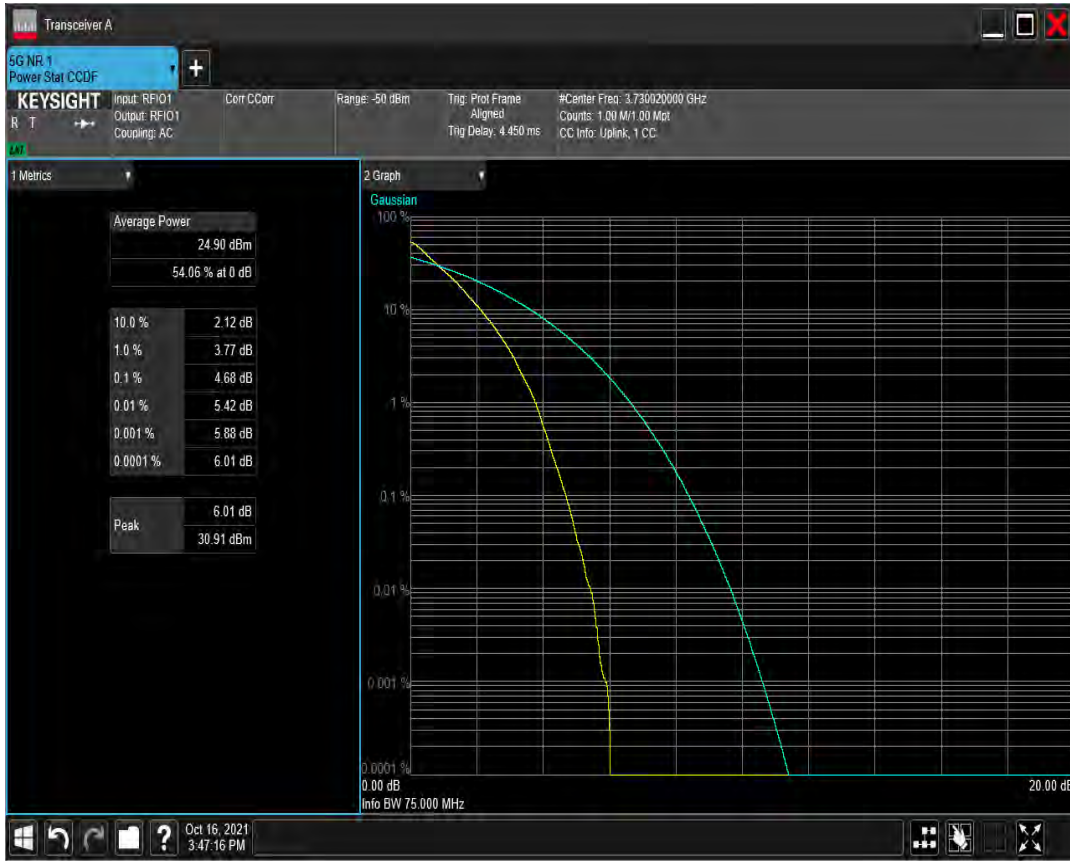 Transceiver A
5G NR 1
Power Stat CCDF
+
KEYSIGHT
R T
LXI
Input: RFIO1
Output: RFIO1
Coupling: AC
Corr CCorr
Range: -50 dBm
Trig: Prot Frame
Aligned
Trig Delay: 4.450 ms
#Center Freq: 3.730020000 GHz
Counts: 1.00 M/1.00 Mpt
CC Info: Uplink, 1 CC
1 Metrics
Average Power
24.90 dBm
54.06 % at 0 dB
10.0 % 2.12 dB
1.0 % 3.77 dB
0.1 % 4.68 dB
0.01 % 5.42 dB
0.001 % 5.88 dB
0.0001 % 6.01 dB
Peak
6.01 dB
30.91 dBm
2 Graph
Gaussian
100 %
10 %
1 %
0.1 %
0.01 %
0.001 %
0.0001 %
0.00 dB 20.00 dB
Info BW 75.000 MHz
? Oct 16, 2021
3:47:16 PM